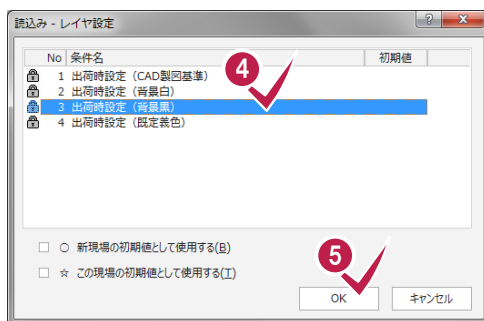 読込み - レイヤ設定
No 条件名 初期値
1 出荷時設定（CAD製図基準）
2 出荷時設定（背景白）
3 出荷時設定（背景黒）
4 出荷時設定（既定義色）
4
○ 新現場の初期値として使用する(B)
☆ この現場の初期値として使用する(T)
5
OK キャンセル